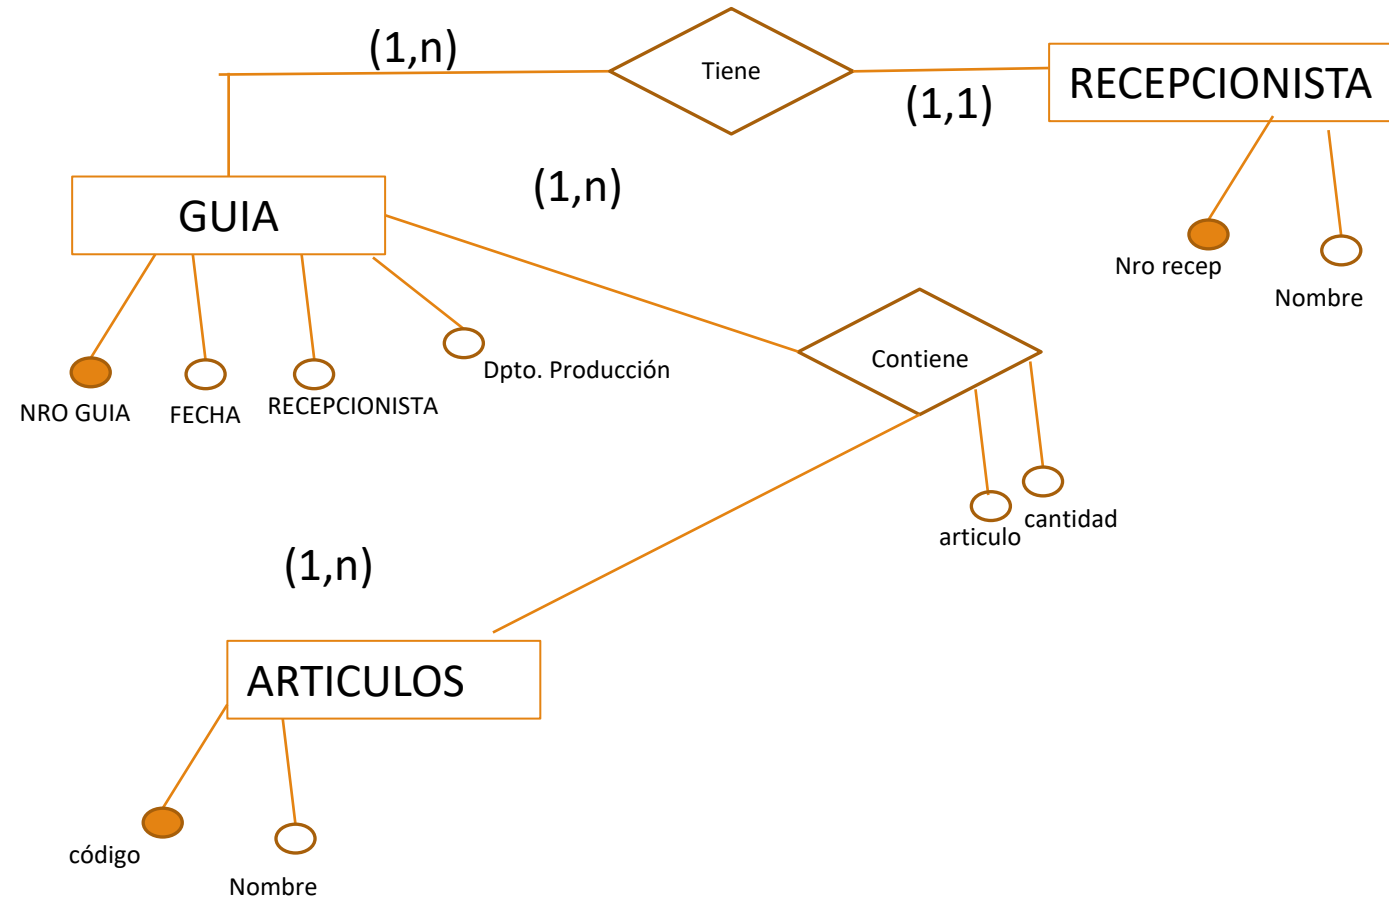 (1,n)
Tiene
RECEPCIONISTA
(1,1)
(1,n)
GUIA
Nro recep
Nombre
Contiene
Dpto. Producción
NRO GUIA
FECHA
RECEPCIONISTA
cantidad
articulo
(1,n)
ARTICULOS
código
Nombre